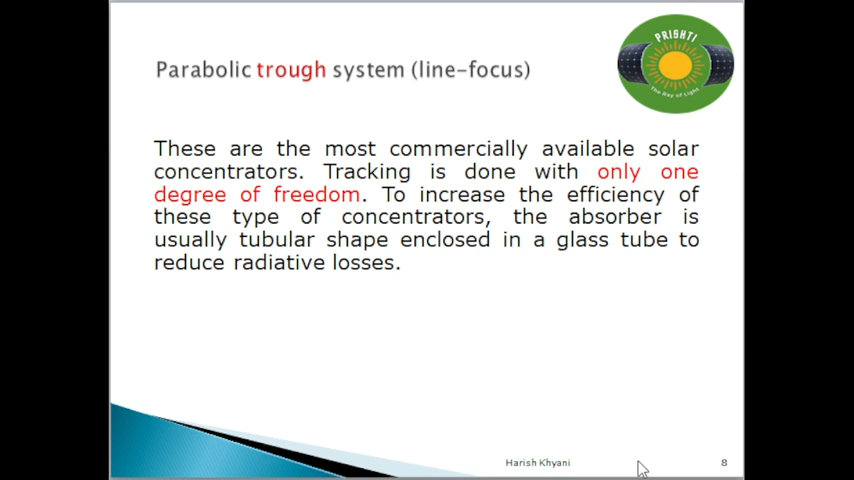 PRISHTI
The Ray of Light
Parabolic trough system (line-focus)
These are the most commercially available solar
concentrators. Tracking is done with only one
degree of freedom. To increase the efficiency of
these type of concentrators, the absorber is
usually tubular shape enclosed in a glass tube to
reduce radiative losses.
Harish Khyani
8